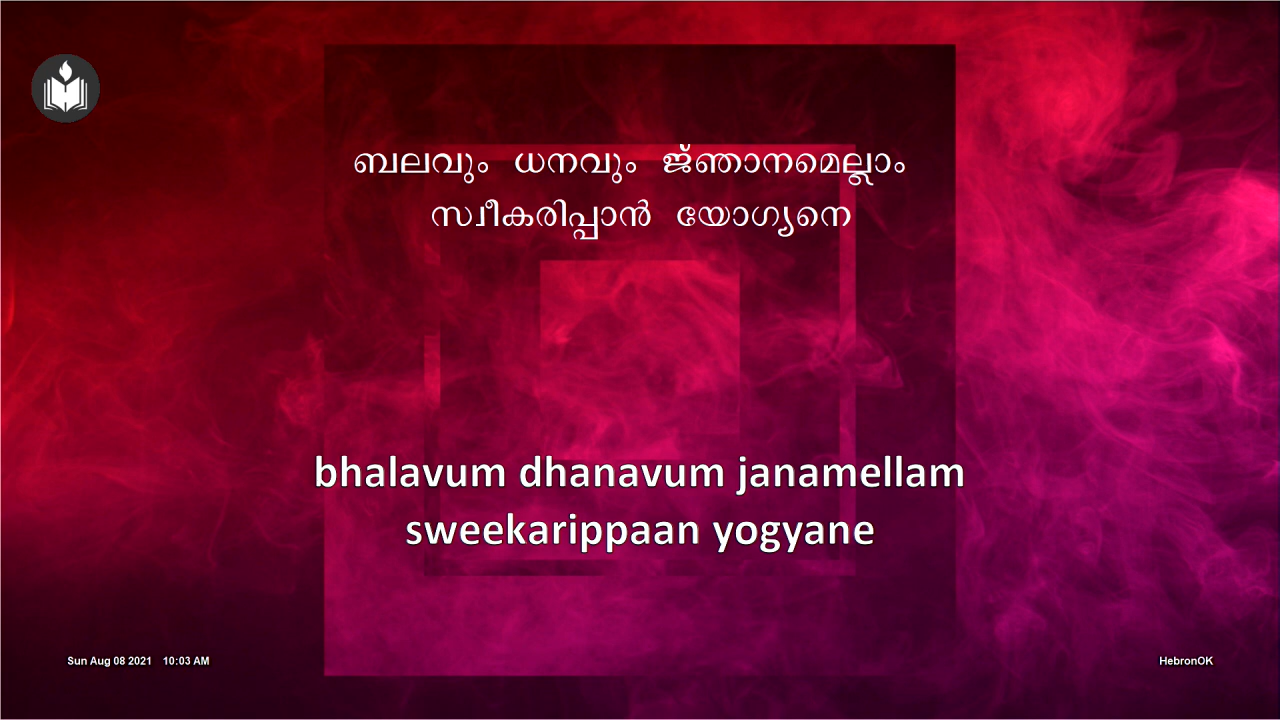 ബലവും ധനവും ജ്ഞാനമെല്ലാം
സ്വീകരിപ്പാൻ യോഗ്യനെ
bhalavum dhanavum janamellam
sweekarippaan yogyane
Sun Aug 08 2021 10:03 AM
HebronOK